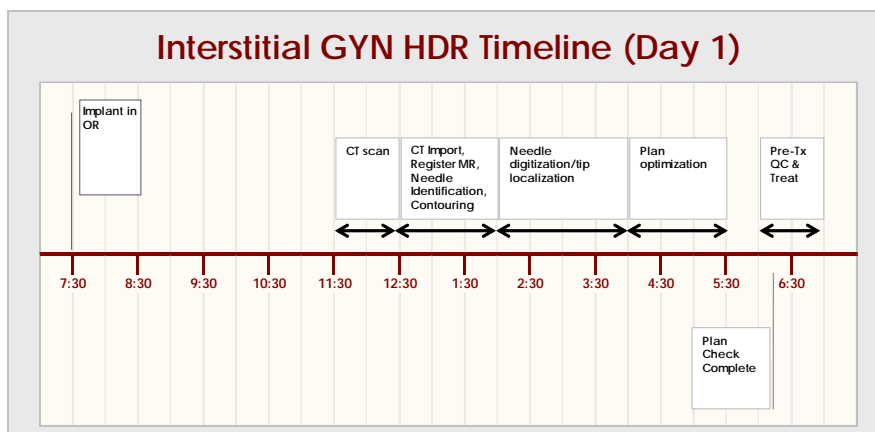 Interstitial GYN HDR Timeline (Day 1)
Implant in
OR
CT scan
CT Import,
Register MR,
Needle
Identification,
Contouring
Needle
digitization/tip
localization
Plan
optimization
Pre-Tx
QC &
Treat
7:30 8:30 9:30 10:30 11:30 12:30 1:30 2:30 3:30 4:30 5:30 6:30
Plan
Check
Complete